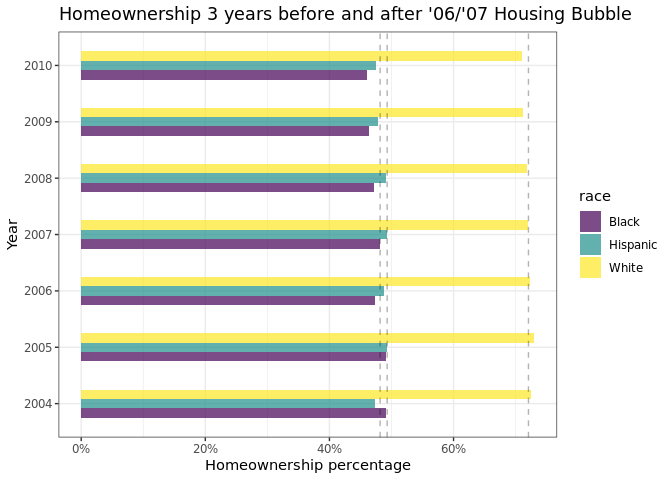 Homeownership 3 years before and after '06/'07 Housing Bubble
2010
2009
2008
2007
2006
2005
2004
Year
0%
20%
40%
60%
Homeownership percentage
race
Black
Hispanic
White